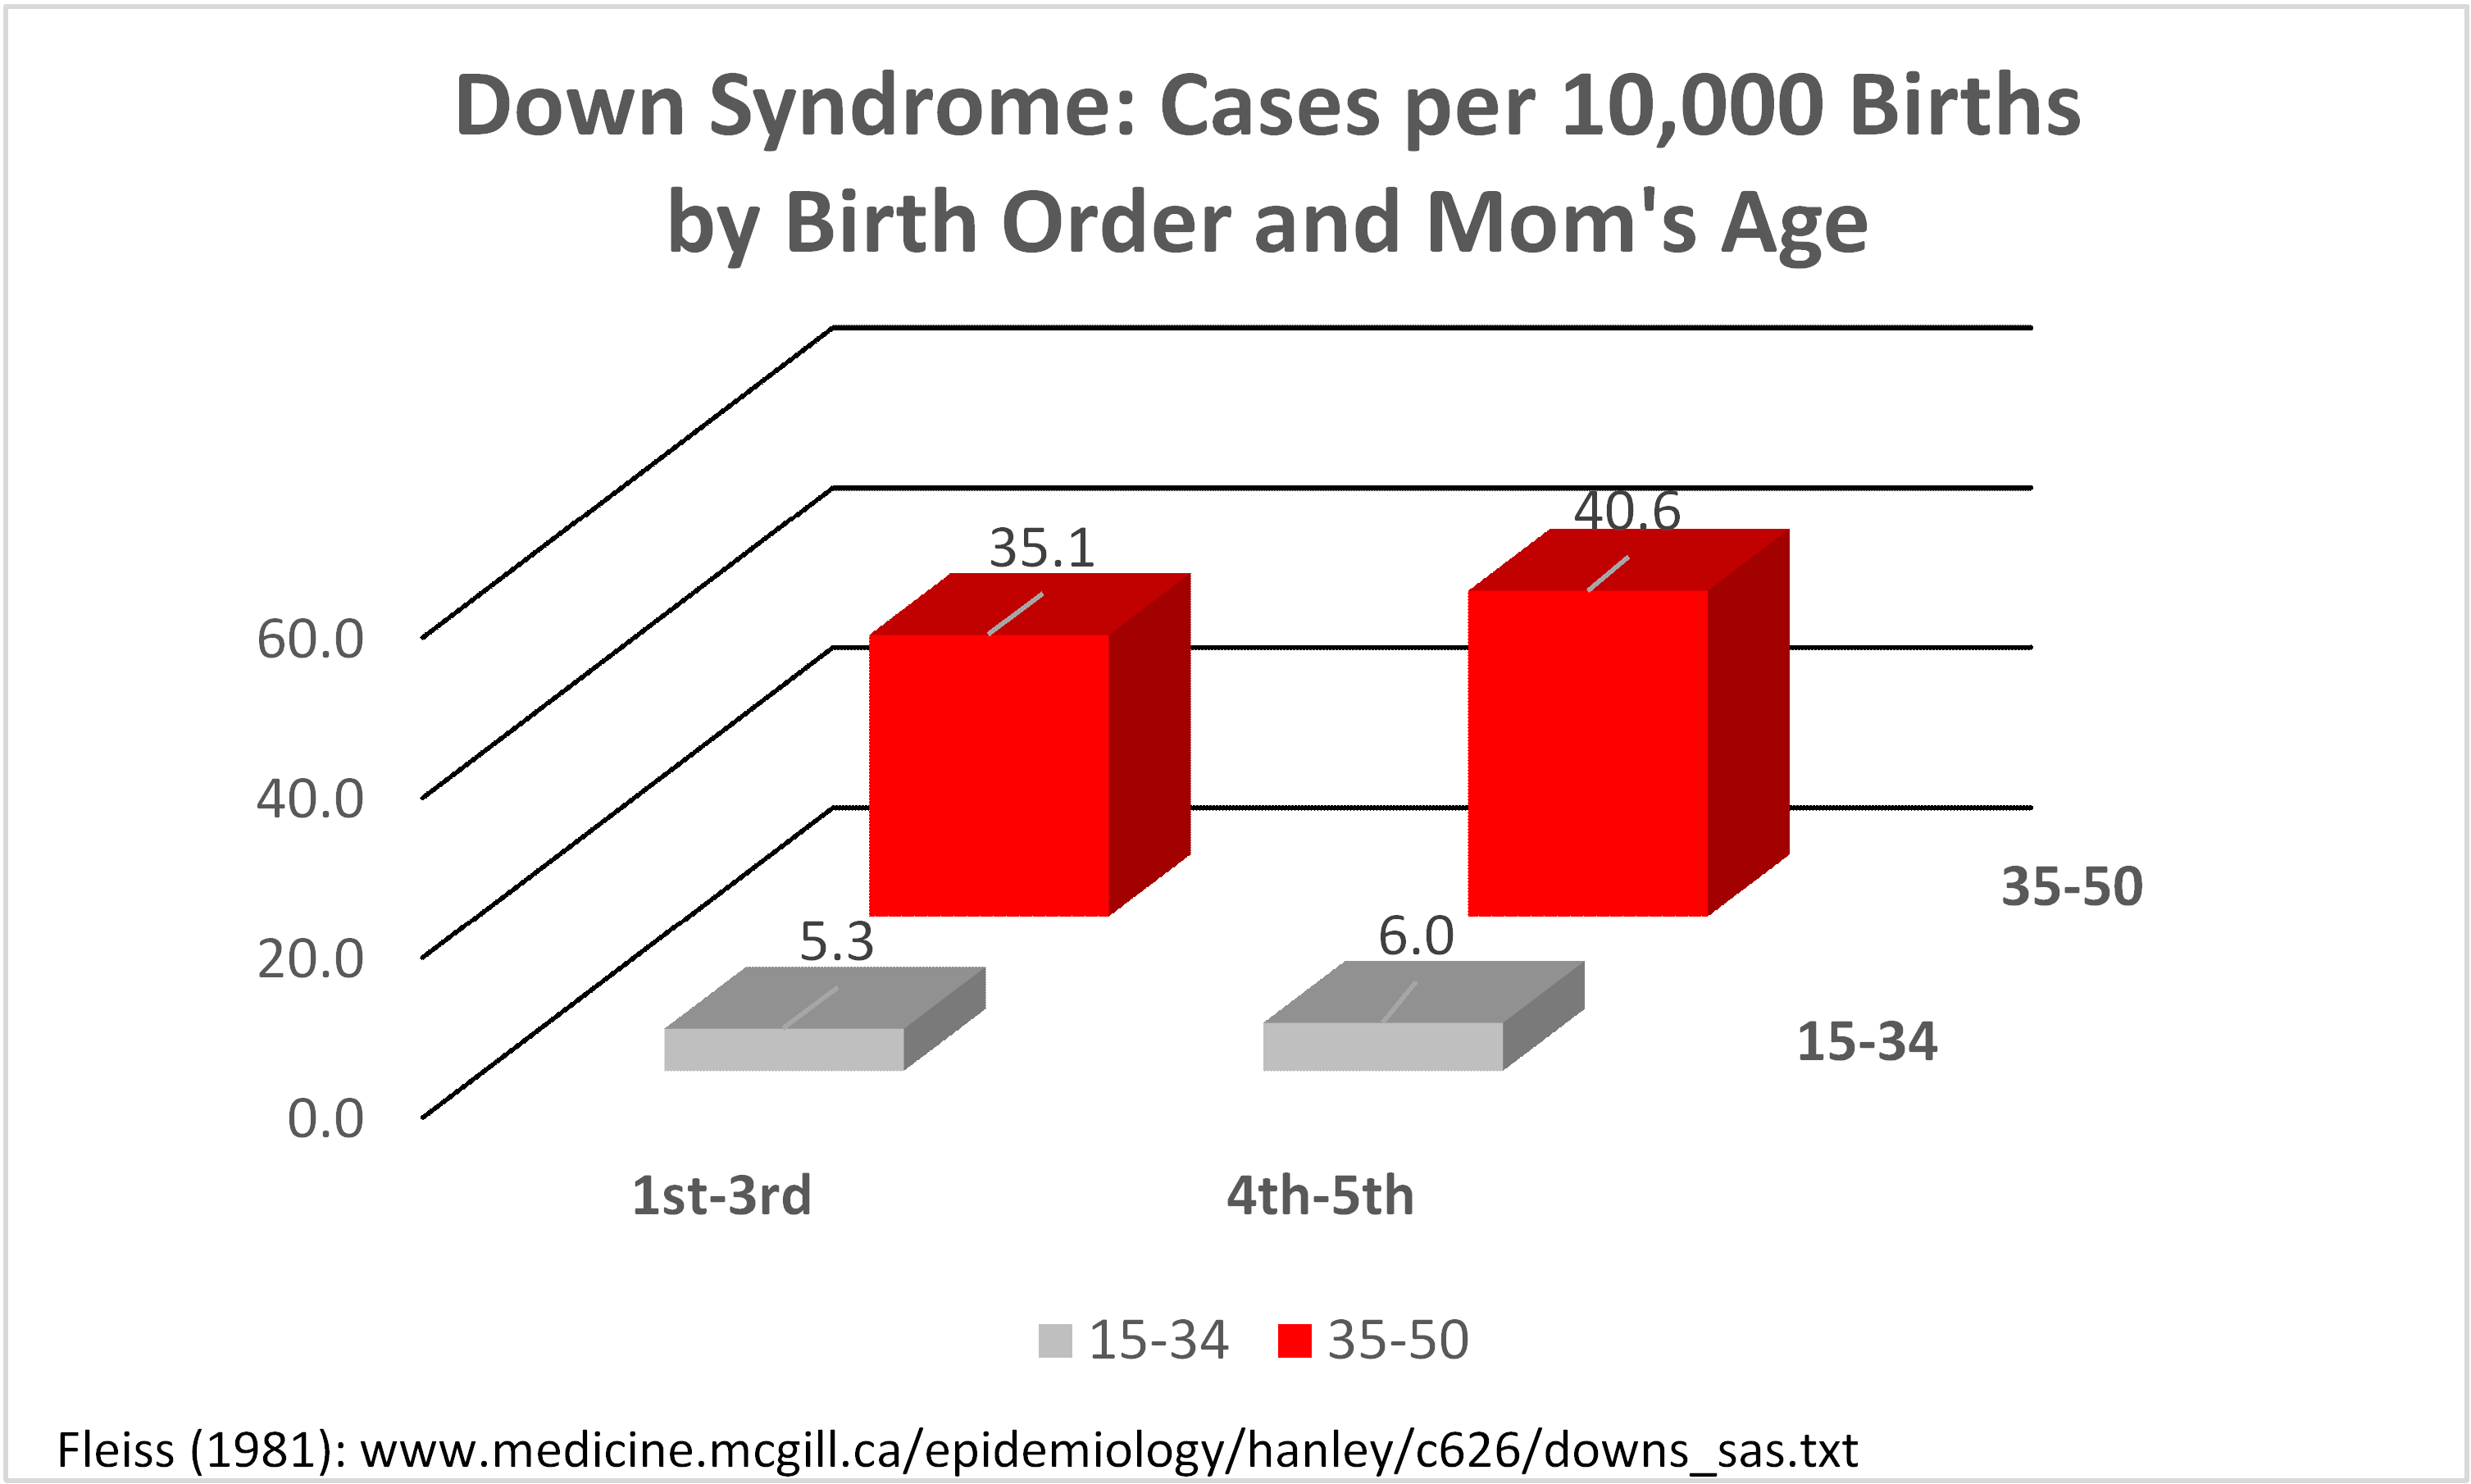 Down Syndrome: Cases per 10,000 Births
by Birth Order and Mom's Age
60.0
40.0
20.0
0.0
35.1
40.6
5.3
6.0
35-50
15-34
1st-3rd
4th-5th
15-34
35-50
Fleiss (1981): www.medicine.mcgill.ca/epidemiology/hanley/c626/downs_sas.txt